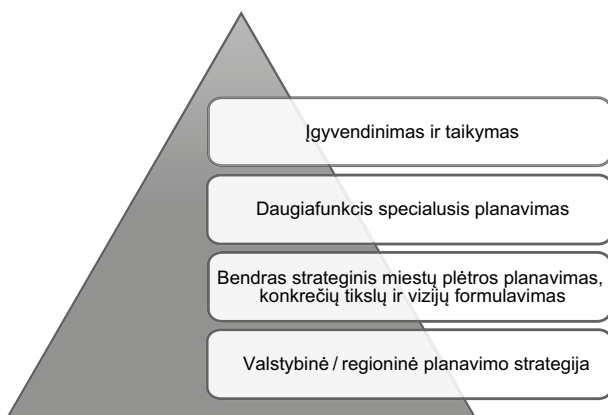 Įgyvendinimas ir taikymas
Daugiafunkcis specialusis planavimas
Bendras strateginis miestų plėtros planavimas,
konkrečių tikslų ir vizijų formulavimas
Valstybinė / regioninė planavimo strategija